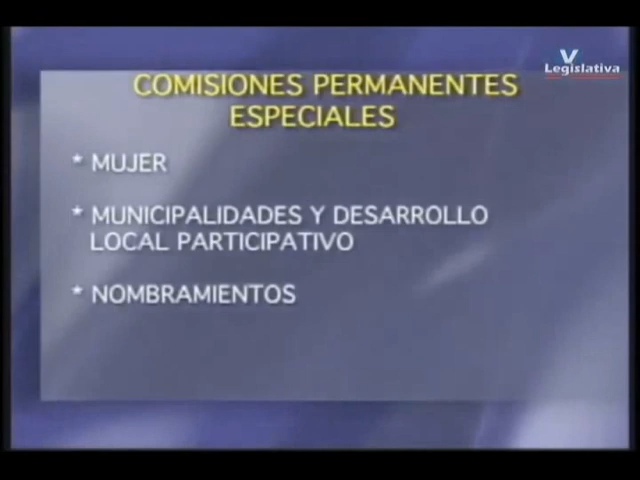 V
Legislativa
COMISIONES PERMANENTES
ESPECIALES
* MUJER
* MUNICIPALIDADES Y DESARROLLO
LOCAL PARTICIPATIVO
* NOMBRAMIENTOS